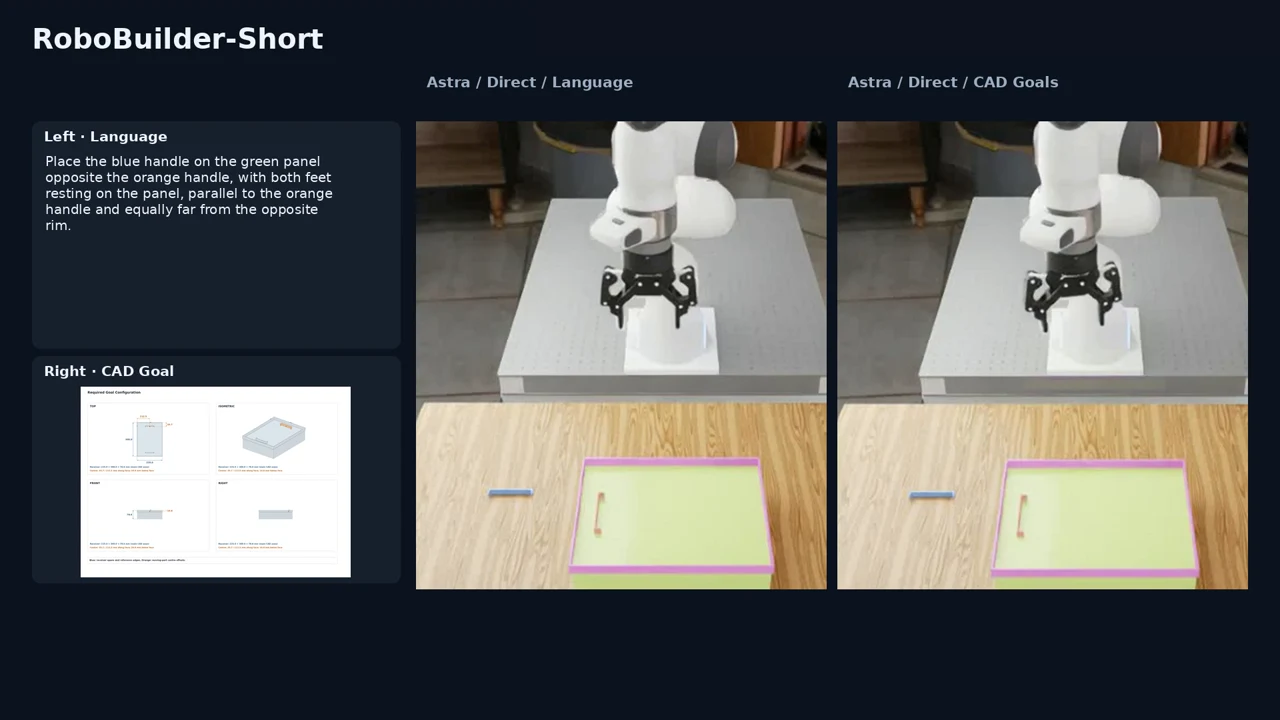 RoboBuilder-Short
Astra / Direct / Language
Astra / Direct / CAD Goals
Left · Language
Place the blue handle on the green panel
opposite the orange handle, with both feet
resting on the panel, parallel to the orange
handle and equally far from the opposite
rim.
Right · CAD Goal
Required Goal Configuration
TOP
ISOMETRIC
FRONT
RIGHT